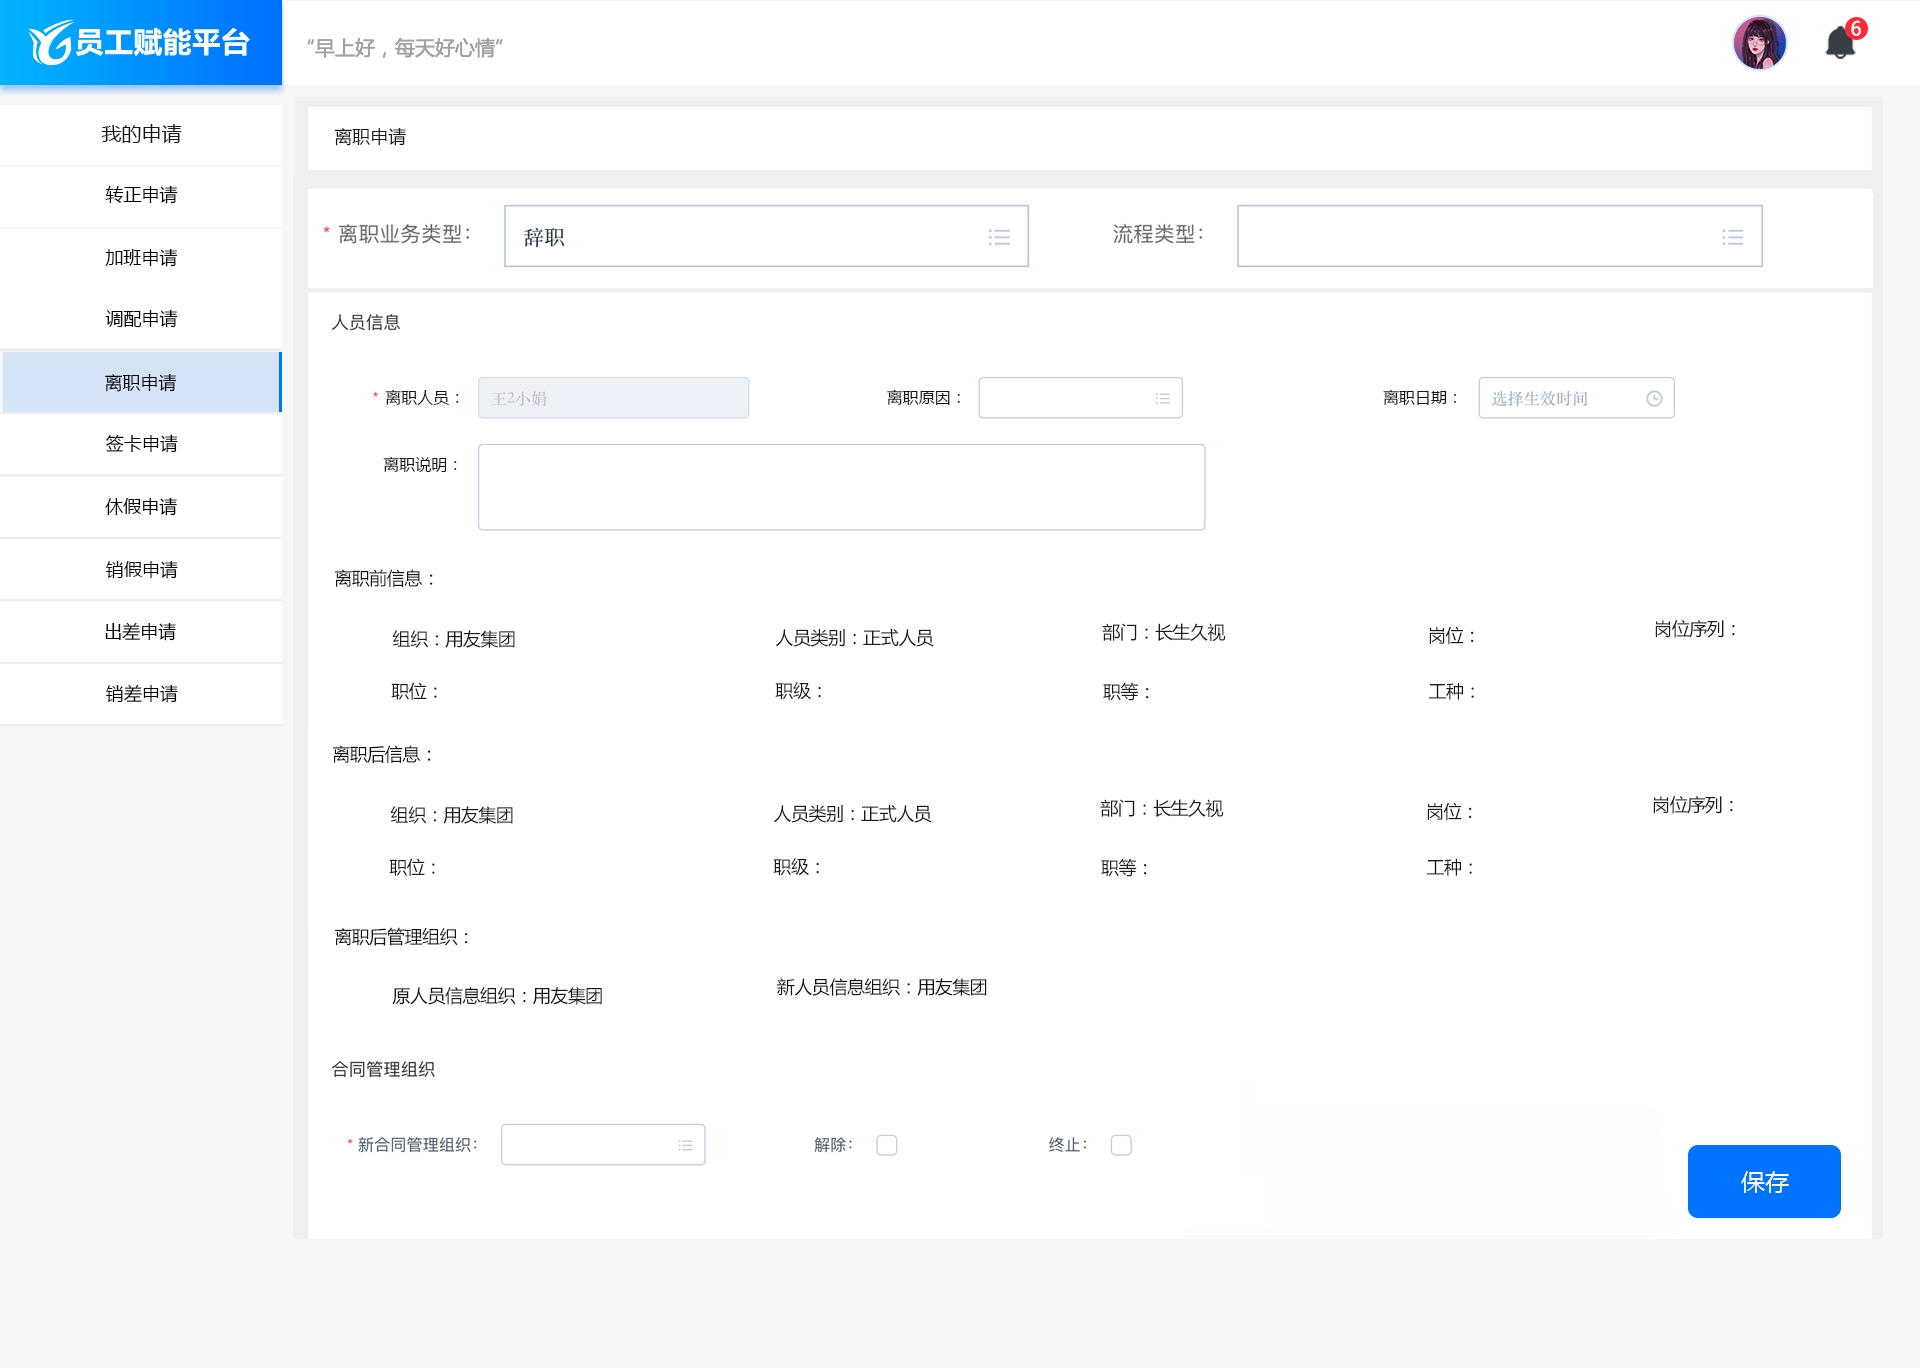 员工赋能平台
“早上好，每天好心情”
6
我的申请
转正申请
加班申请
调配申请
离职申请
签卡申请
休假申请
销假申请
出差申请
销差申请
离职申请
* 离职业务类型： 辞职 流程类型：
人员信息
* 离职人员： 王2小娟 离职原因： 离职日期： 选择生效时间
离职说明：
离职前信息：
组织：用友集团 人员类别：正式人员 部门：长生久视 岗位： 岗位序列：
职位： 职级： 职等： 工种：
离职后信息：
组织：用友集团 人员类别：正式人员 部门：长生久视 岗位： 岗位序列：
职位： 职级： 职等： 工种：
离职后管理组织：
原人员信息组织：用友集团 新人员信息组织：用友集团
合同管理组织
* 新合同管理组织： 解除： 终止：
保存